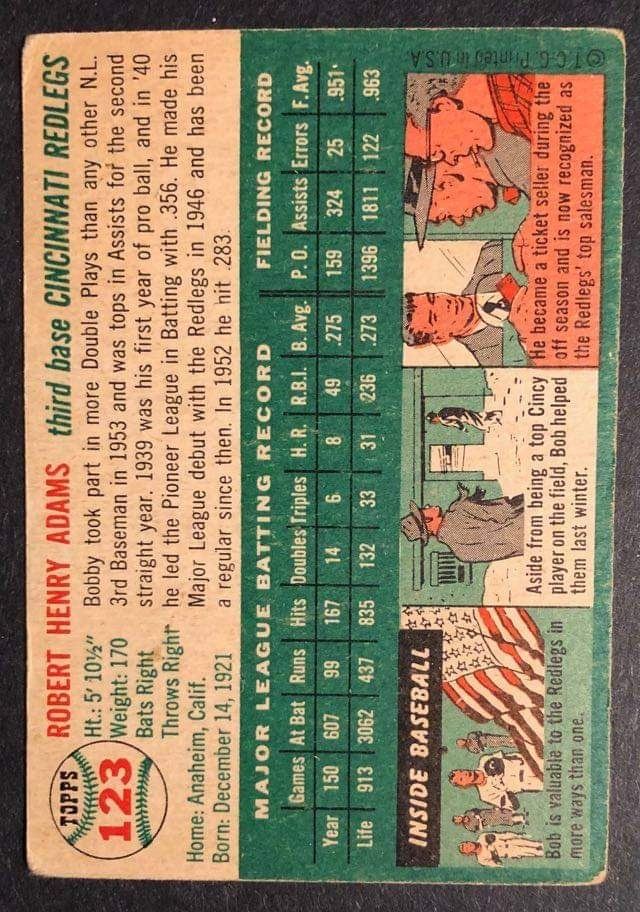 TOPPS
123
ROBERT HENRY ADAMS third base CINCINNATI REDLEGS
Ht.: 5' 10½"
Weight: 170
Bats Right
Throws Right
Home: Anaheim, Calif.
Born: December 14, 1921
Bobby took part in more Double Plays than any other N.L.
3rd Baseman in 1953 and was tops in Assists for the second
straight year. 1939 was his first year of pro ball, and in '40
he led the Pioneer League in Batting with .356. He made his
Major League debut with the Redlegs in 1946 and has been
a regular since then. In 1952 he hit .283.
MAJOR LEAGUE BATTING RECORD FIELDING RECORD
Games At Bat Runs Hits Doubles Triples H. R. R.B.I. B. Avg. P. O. Assists Errors F. Avg.
Year 150 607 99 167 14 6 8 49 .275 159 324 25 .951
Life 913 3062 437 835 132 33 31 236 .273 1396 1811 122 .963
INSIDE BASEBALL
Bob is valuable to the Redlegs in
more ways than one.
Aside from being a top Cincy
player on the field, Bob helped
them last winter.
He became a ticket seller during the
off season and is now recognized as
the Redlegs' top salesman.
© T.C.G. Printed in U.S.A